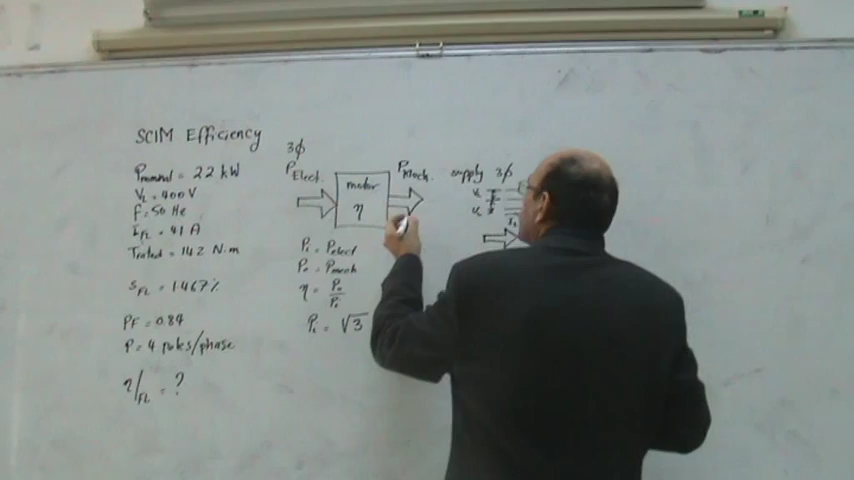 SCIM Efficiency
Pnominal = 22 kW
VL = 400 V
f = 50 Hz
IFL = 41 A
Trated = 142 N.m
SFL = 1.467%
PF = 0.84
P = 4 poles/phase
η/FL = ?
3ϕ
PElect.
motor
η
PMech.
Pi = Pelect
Po = Pmech
η = Po/Pi
Pi = √3
supply 3ϕ